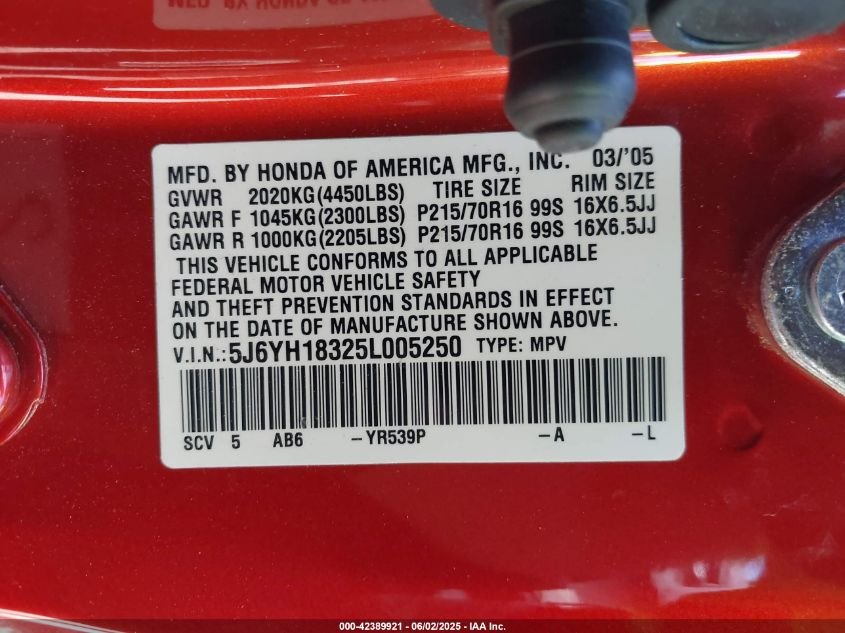 MFD. BY HONDA OF AMERICA MFG., INC. 03/'05
GVWR 2020KG(4450LBS) TIRE SIZE RIM SIZE
GAWR F 1045KG(2300LBS) P215/70R16 99S 16X6.5JJ
GAWR R 1000KG(2205LBS) P215/70R16 99S 16X6.5JJ
THIS VEHICLE CONFORMS TO ALL APPLICABLE
FEDERAL MOTOR VEHICLE SAFETY
AND THEFT PREVENTION STANDARDS IN EFFECT
ON THE DATE OF MANUFACTURE SHOWN ABOVE.
V.I.N.:5J6YH18325L005250 TYPE: MPV
SCV 5 AB6 -YR539P -A -L
000-42389921 - 06/02/2025 - IAA Inc.